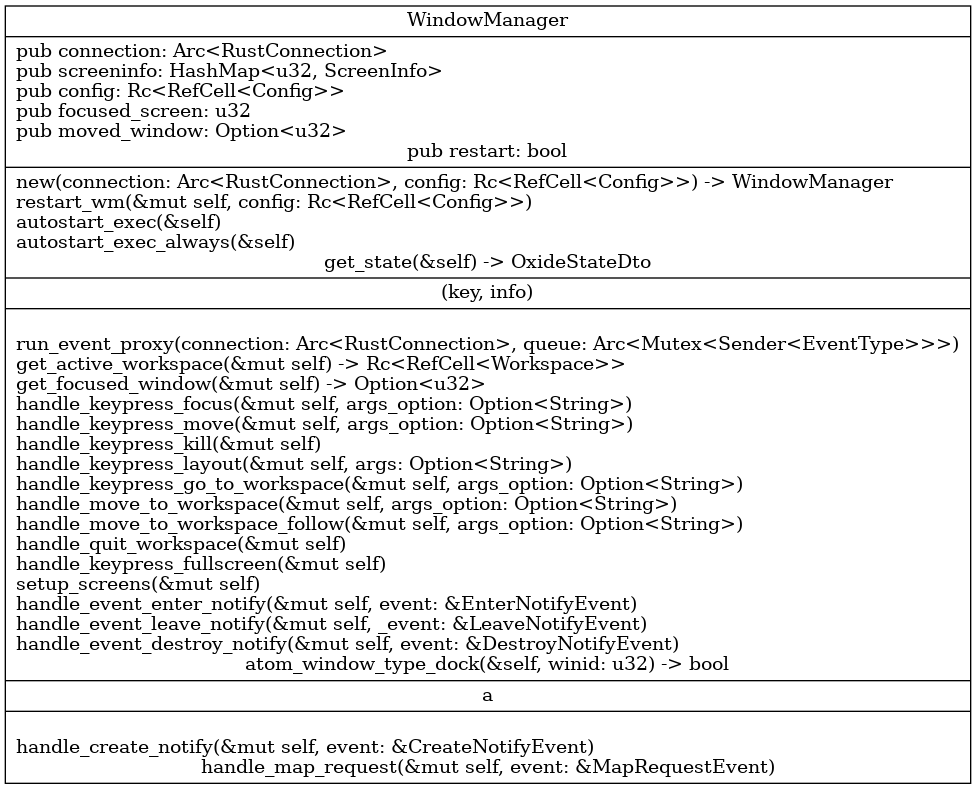 WindowManager
pub connection: Arc<RustConnection>
pub screeninfo: HashMap<u32, ScreenInfo>
pub config: Rc<RefCell<Config>>
pub focused_screen: u32
pub moved_window: Option<u32>
pub restart: bool
new(connection: Arc<RustConnection>, config: Rc<RefCell<Config>>) -> WindowManager
restart_wm(&mut self, config: Rc<RefCell<Config>>)
autostart_exec(&self)
autostart_exec_always(&self)
get_state(&self) -> OxideStateDto
(key, info)
run_event_proxy(connection: Arc<RustConnection>, queue: Arc<Mutex<Sender<EventType>>>)
get_active_workspace(&mut self) -> Rc<RefCell<Workspace>>
get_focused_window(&mut self) -> Option<u32>
handle_keypress_focus(&mut self, args_option: Option<String>)
handle_keypress_move(&mut self, args_option: Option<String>)
handle_keypress_kill(&mut self)
handle_keypress_layout(&mut self, args: Option<String>)
handle_keypress_go_to_workspace(&mut self, args_option: Option<String>)
handle_move_to_workspace(&mut self, args_option: Option<String>)
handle_move_to_workspace_follow(&mut self, args_option: Option<String>)
handle_quit_workspace(&mut self)
handle_keypress_fullscreen(&mut self)
setup_screens(&mut self)
handle_event_enter_notify(&mut self, event: &EnterNotifyEvent)
handle_event_leave_notify(&mut self, _event: &LeaveNotifyEvent)
handle_event_destroy_notify(&mut self, event: &DestroyNotifyEvent)
atom_window_type_dock(&self, winid: u32) -> bool
a
handle_create_notify(&mut self, event: &CreateNotifyEvent)
handle_map_request(&mut self, event: &MapRequestEvent)